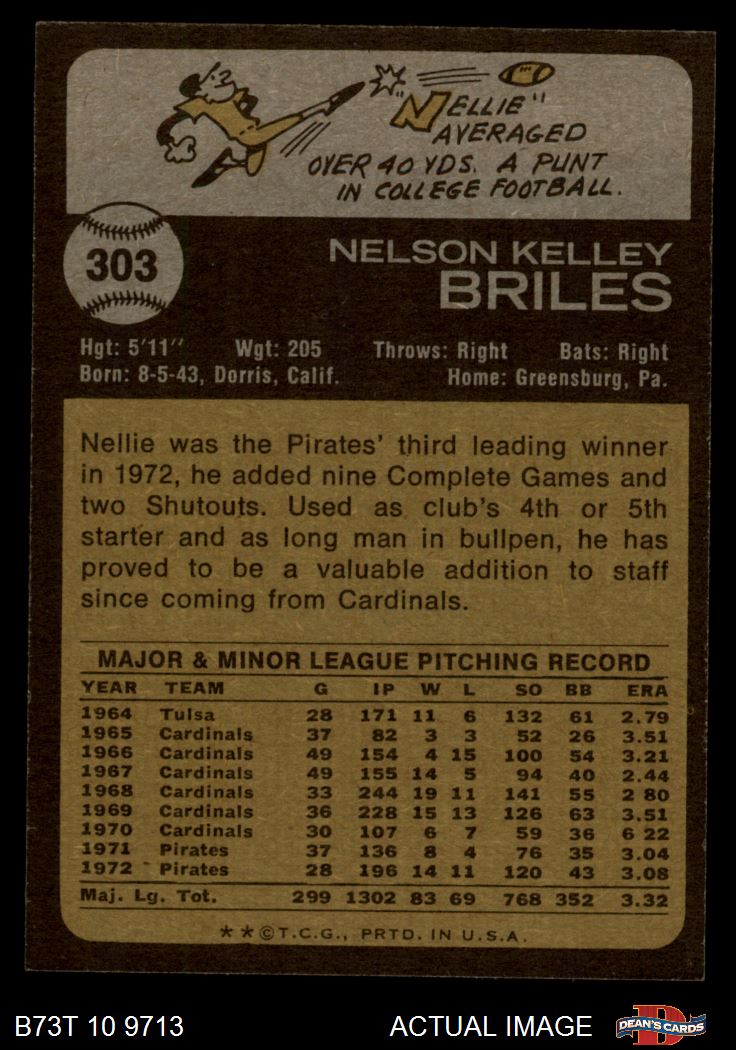 "NELLIE"
AVERAGED
OVER 40 YDS. A PUNT
IN COLLEGE FOOTBALL.
303
NELSON KELLEY
BRILES
Hgt: 5'11'' Wgt: 205 Throws: Right Bats: Right
Born: 8-5-43, Dorris, Calif. Home: Greensburg, Pa.
Nellie was the Pirates' third leading winner
in 1972, he added nine Complete Games and
two Shutouts. Used as club's 4th or 5th
starter and as long man in bullpen, he has
proved to be a valuable addition to staff
since coming from Cardinals.
MAJOR & MINOR LEAGUE PITCHING RECORD
YEAR TEAM G IP W L SO BB ERA
1964 Tulsa 28 171 11 6 132 61 2.79
1965 Cardinals 37 82 3 3 52 26 3.51
1966 Cardinals 49 154 4 15 100 54 3.21
1967 Cardinals 49 155 14 5 94 40 2.44
1968 Cardinals 33 244 19 11 141 55 2 80
1969 Cardinals 36 228 15 13 126 63 3.51
1970 Cardinals 30 107 6 7 59 36 6 22
1971 Pirates 37 136 8 4 76 35 3.04
1972 Pirates 28 196 14 11 120 43 3.08
Maj. Lg. Tot. 299 1302 83 69 768 352 3.32
**©T.C.G., PRTD. IN U.S.A.
B73T 10 9713 ACTUAL IMAGE D DEAN'S CARDS